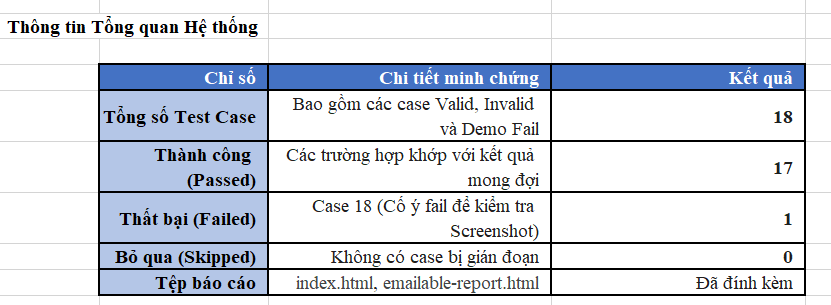 Thông tin Tổng quan Hệ thống
Chỉ số Chi tiết minh chứng Kết quả
Tổng số Test Case Bao gồm các case Valid, Invalid và Demo Fail 18
Thành công (Passed) Các trường hợp khớp với kết quả mong đợi 17
Thất bại (Failed) Case 18 (Cố ý fail để kiểm tra Screenshot) 1
Bỏ qua (Skipped) Không có case bị gián đoạn 0
Tệp báo cáo index.html, emailable-report.html Đã đính kèm